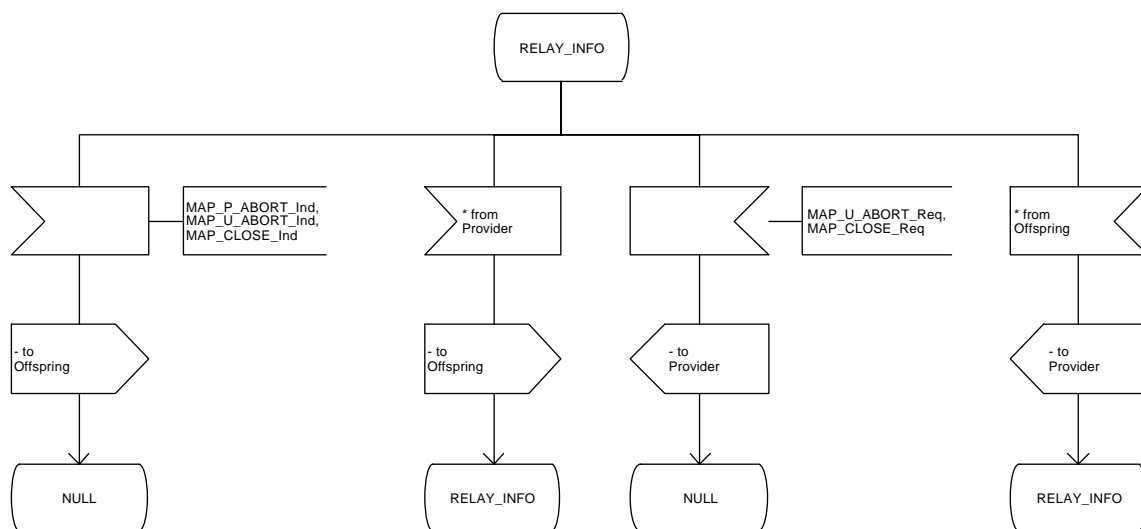 RELAY_INFO
MAP_P_ABORT_Ind,
MAP_U_ABORT_Ind,
MAP_CLOSE_Ind
* from
Provider
MAP_U_ABORT_Req,
MAP_CLOSE_Req
* from
Offspring
- to
Offspring
- to
Offspring
- to
Provider
- to
Provider
NULL
RELAY_INFO
NULL
RELAY_INFO